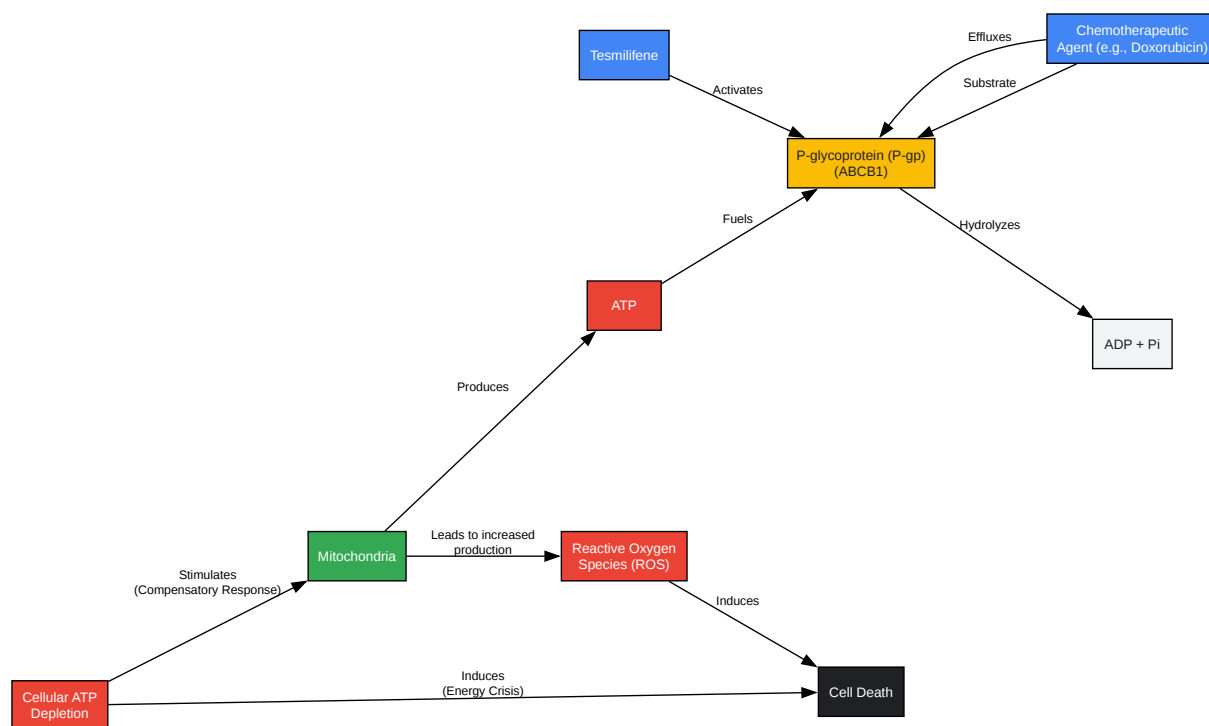 Tesmilifene
Effluxes
Chemotherapeutic
Agent (e.g., Doxorubicin)
Activates
Substrate
P-glycoprotein (P-gp)
(ABCB1)
Fuels
Hydrolyzes
ATP
ADP + Pi
Produces
Mitochondria
Leads to increased
production
Reactive Oxygen
Species (ROS)
Stimulates
(Compensatory Response)
Induces
Cellular ATP
Depletion
Induces
(Energy Crisis)
Cell Death